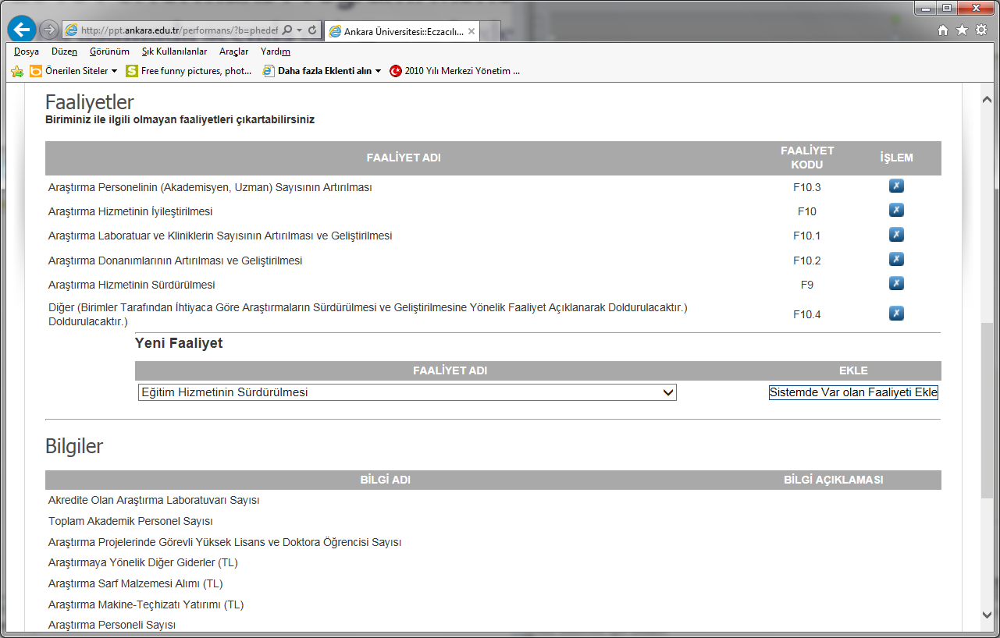 http://ppt.ankara.edu.tr/performans/?b=phedef
Ankara Üniversitesi::Eczacılı...
Dosya Düzen Görünüm Sık Kullanılanlar Araçlar Yardım
Önerilen Siteler Free funny pictures, phot... Daha fazla Eklenti alın 2010 Yılı Merkezi Yönetim ...
Faaliyetler
Biriminiz ile ilgili olmayan faaliyetleri çıkartabilirsiniz
FAALİYET ADI FAALİYET KODU İŞLEM
Araştırma Personelinin (Akademisyen, Uzman) Sayısının Artırılması F10.3
Araştırma Hizmetinin İyileştirilmesi F10
Araştırma Laboratuar ve Kliniklerin Sayısının Artırılması ve Geliştirilmesi F10.1
Araştırma Donanımlarının Artırılması ve Geliştirilmesi F10.2
Araştırma Hizmetinin Sürdürülmesi F9
Diğer (Birimler Tarafından İhtiyaca Göre Araştırmaların Sürdürülmesi ve Geliştirilmesine Yönelik Faaliyet Açıklanarak Doldurulacaktır.) F10.4
Doldurulacaktır.)
Yeni Faaliyet
FAALİYET ADI EKLE
Eğitim Hizmetinin Sürdürülmesi Sistemde Var olan Faaliyeti Ekle
Bilgiler
BİLGİ ADI BİLGİ AÇIKLAMASI
Akredite Olan Araştırma Laboratuvarı Sayısı
Toplam Akademik Personel Sayısı
Araştırma Projelerinde Görevli Yüksek Lisans ve Doktora Öğrencisi Sayısı
Araştırmaya Yönelik Diğer Giderler (TL)
Araştırma Sarf Malzemesi Alımı (TL)
Araştırma Makine-Teçhizatı Yatırımı (TL)
Araştırma Personeli Sayısı